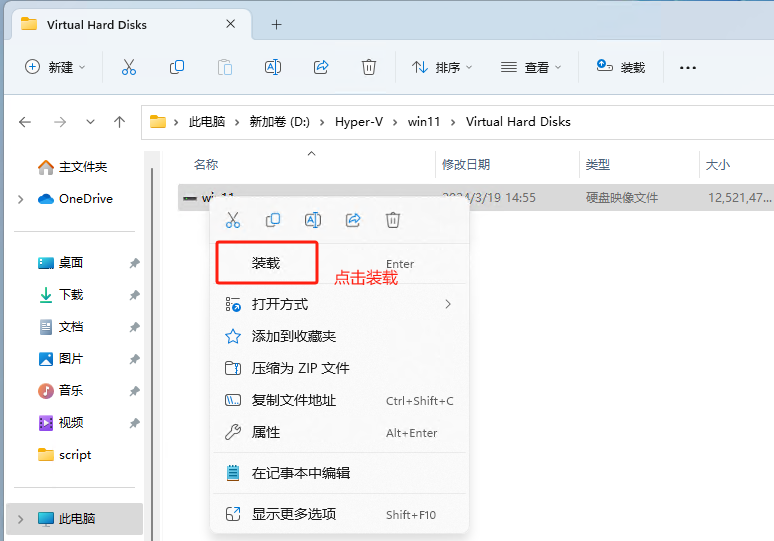 Virtual Hard Disks
新建
排序
查看
装载
此电脑 新加卷 (D:) Hyper-V win11 Virtual Hard Disks
名称 修改日期 类型 大小
主文件夹
OneDrive
桌面
下载
文档
图片
音乐
视频
script
此电脑
win11 2024/3/19 14:55 硬盘映像文件 12,521,47...
装载 Enter
点击装载
打开方式
添加到收藏夹
压缩为 ZIP 文件
复制文件地址 Ctrl+Shift+C
属性 Alt+Enter
在记事本中编辑
显示更多选项 Shift+F10